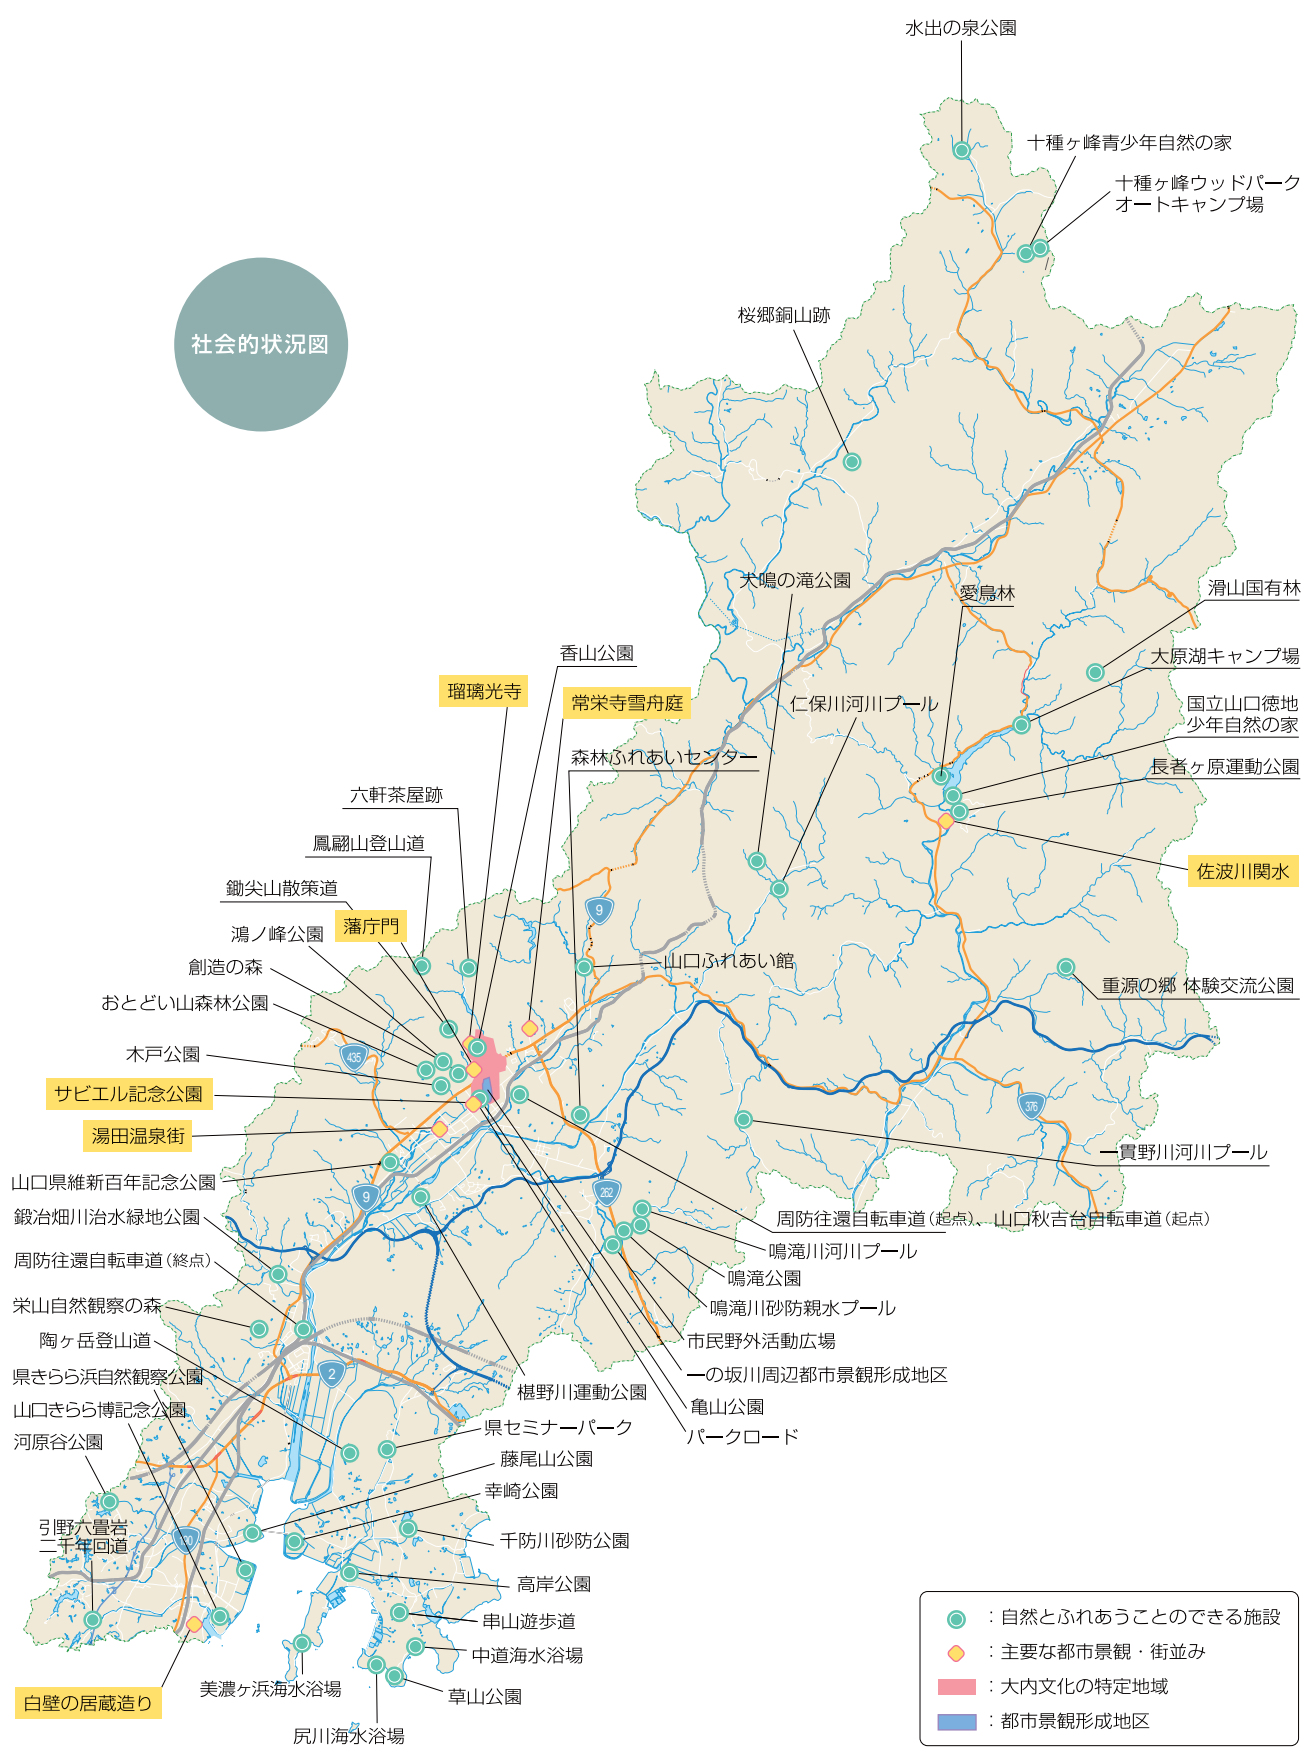 水出の泉公園
十種ヶ峰青少年自然の家
十種ヶ峰ウッドパーク
オートキャンプ場
社会的状況図
桜郷銅山跡
犬鳴の滝公園
愛鳥林
滑山国有林
香山公園
大原湖キャンプ場
瑠璃光寺
常栄寺雪舟庭
仁保川河川プール
国立山口徳地
少年自然の家
森林ふれあいセンター
長者ヶ原運動公園
六軒茶屋跡
鳳翩山登山道
佐波川関水
鋤尖山散策道
藩庁門
9
鴻ノ峰公園
創造の森
山口ふれあい館
重源の郷 体験交流公園
おとどい山森林公園
木戸公園
435
サビエル記念公園
376
湯田温泉街
一貫野川河川プール
山口県維新百年記念公園
9
262
鍛冶畑川治水緑地公園
周防往還自転車道(起点)、山口秋吉台自転車道(起点)
鳴滝川河川プール
周防往還自転車道(終点)
鳴滝公園
栄山自然観察の森
鳴滝川砂防親水プール
陶ヶ岳登山道
市民野外活動広場
県きらら浜自然観察公園
2
一の坂川周辺都市景観形成地区
椹野川運動公園
山口きらら博記念公園
亀山公園
河原谷公園
県セミナーパーク
パークロード
藤尾山公園
幸崎公園
引野六畳岩
二千年回道
千防川砂防公園
高岸公園
串山遊歩道
中道海水浴場
美濃ヶ浜海水浴場
草山公園
白壁の居蔵造り
尻川海水浴場
：自然とふれあうことのできる施設
：主要な都市景観・街並み
：大内文化の特定地域
：都市景観形成地区